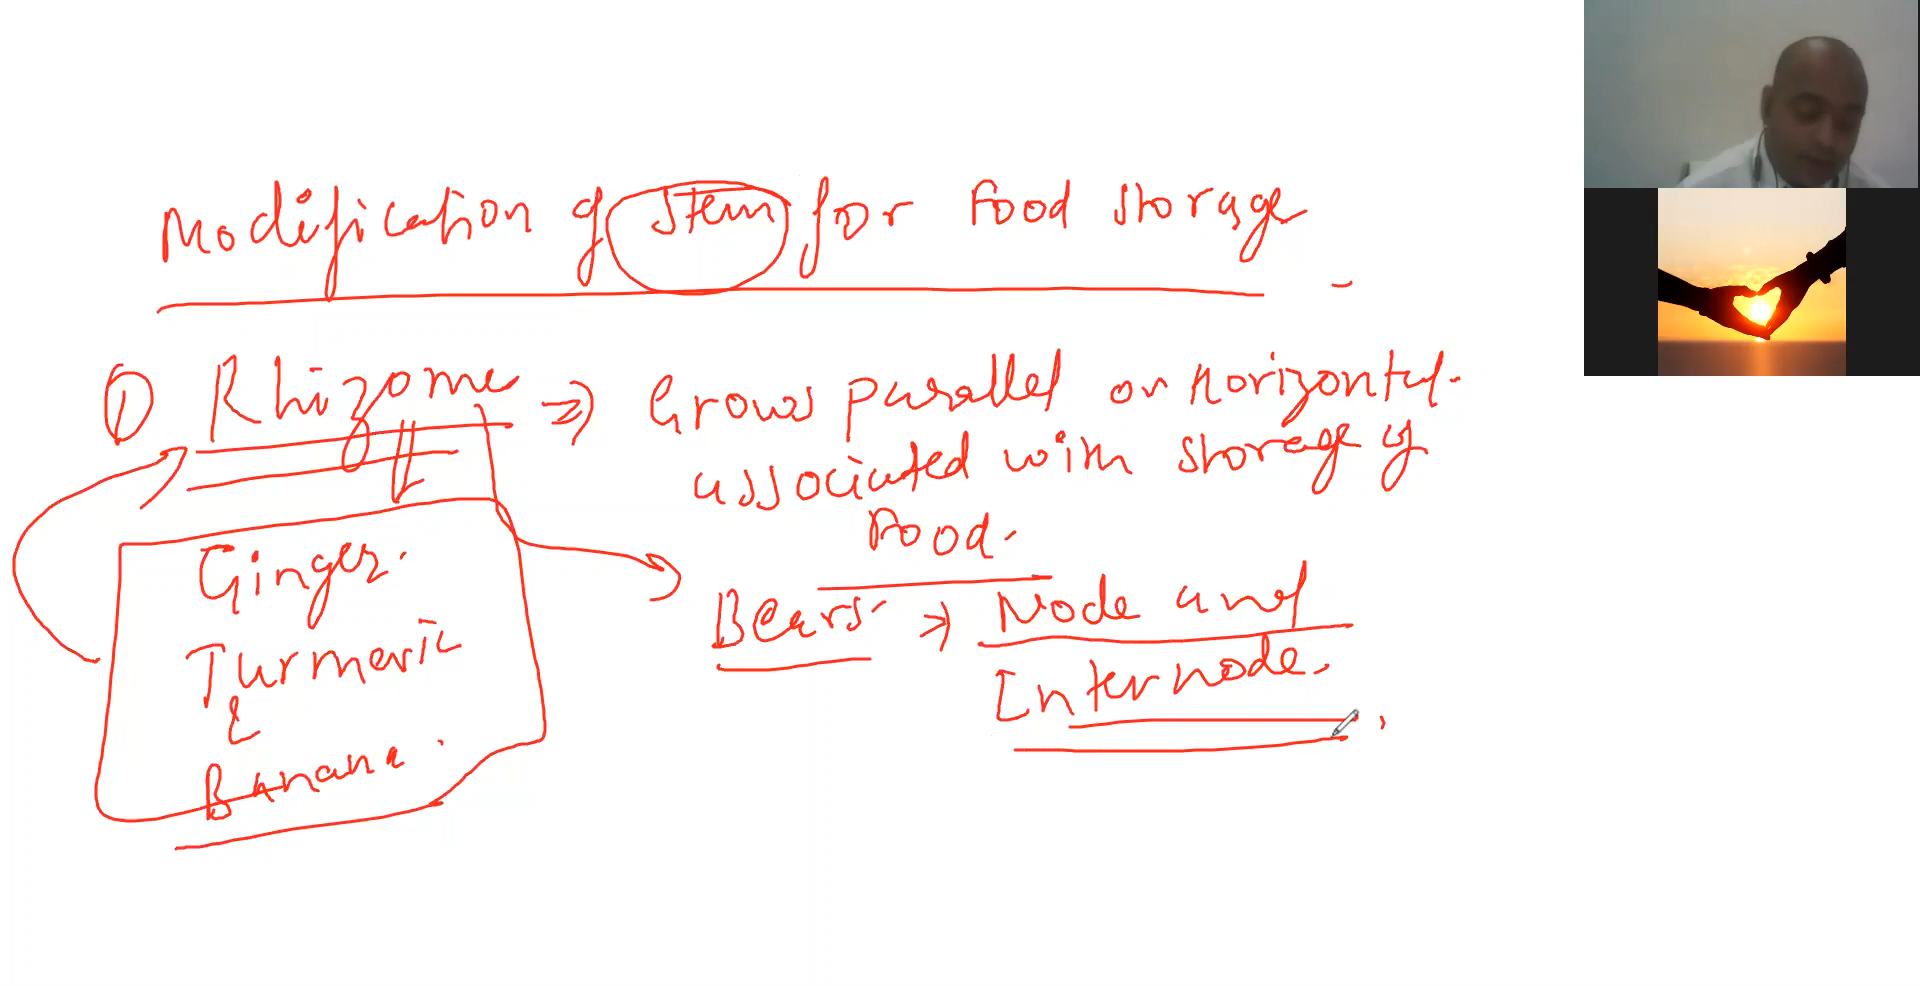 Modification of Stem for Food storage
① Rhizome ⇒ Grows parallel or Horizontal.
associated with storage of
Food.
Bears → Node and
Internode.
Ginger.
Turmeric
&
Banana.